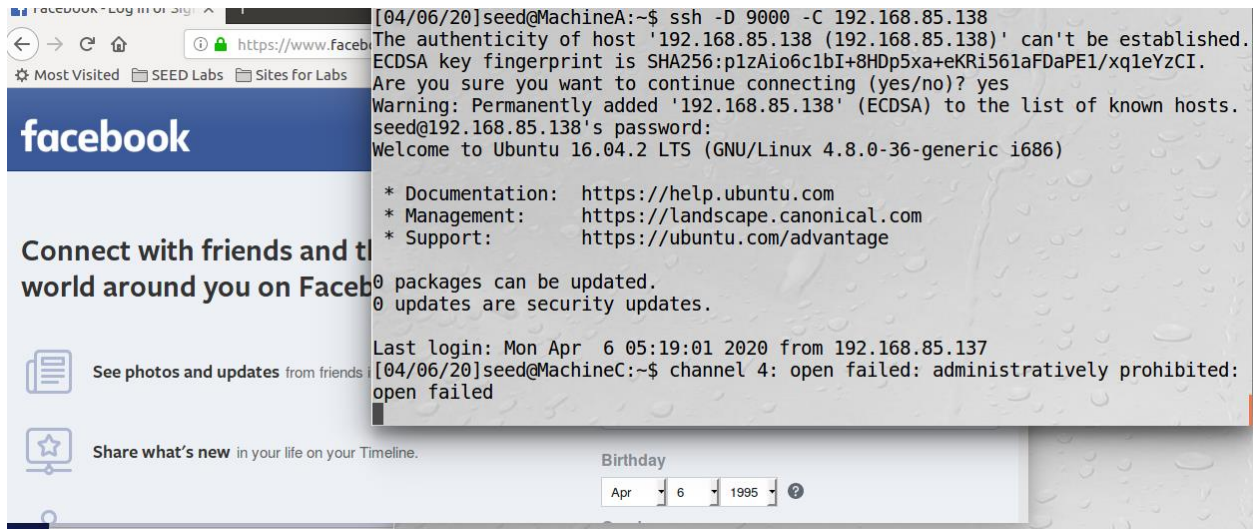 Facebook - Log in or Sign
https://www.faceb
Most Visited SEED Labs Sites for Labs
facebook
Connect with friends and t
world around you on Faceb
See photos and updates from friends i
Share what's new in your life on your Timeline.
[04/06/20]seed@MachineA:~$ ssh -D 9000 -C 192.168.85.138
The authenticity of host '192.168.85.138 (192.168.85.138)' can't be established.
ECDSA key fingerprint is SHA256:p1zAio6c1bI+8HDp5xa+eKRi561aFDaPE1/xq1eYzCI.
Are you sure you want to continue connecting (yes/no)? yes
Warning: Permanently added '192.168.85.138' (ECDSA) to the list of known hosts.
seed@192.168.85.138's password:
Welcome to Ubuntu 16.04.2 LTS (GNU/Linux 4.8.0-36-generic i686)
* Documentation: https://help.ubuntu.com
* Management: https://landscape.canonical.com
* Support: https://ubuntu.com/advantage
0 packages can be updated.
0 updates are security updates.
Last login: Mon Apr 6 05:19:01 2020 from 192.168.85.137
[04/06/20]seed@MachineC:~$ channel 4: open failed: administratively prohibited:
open failed
Birthday
Apr 6 1995 ?